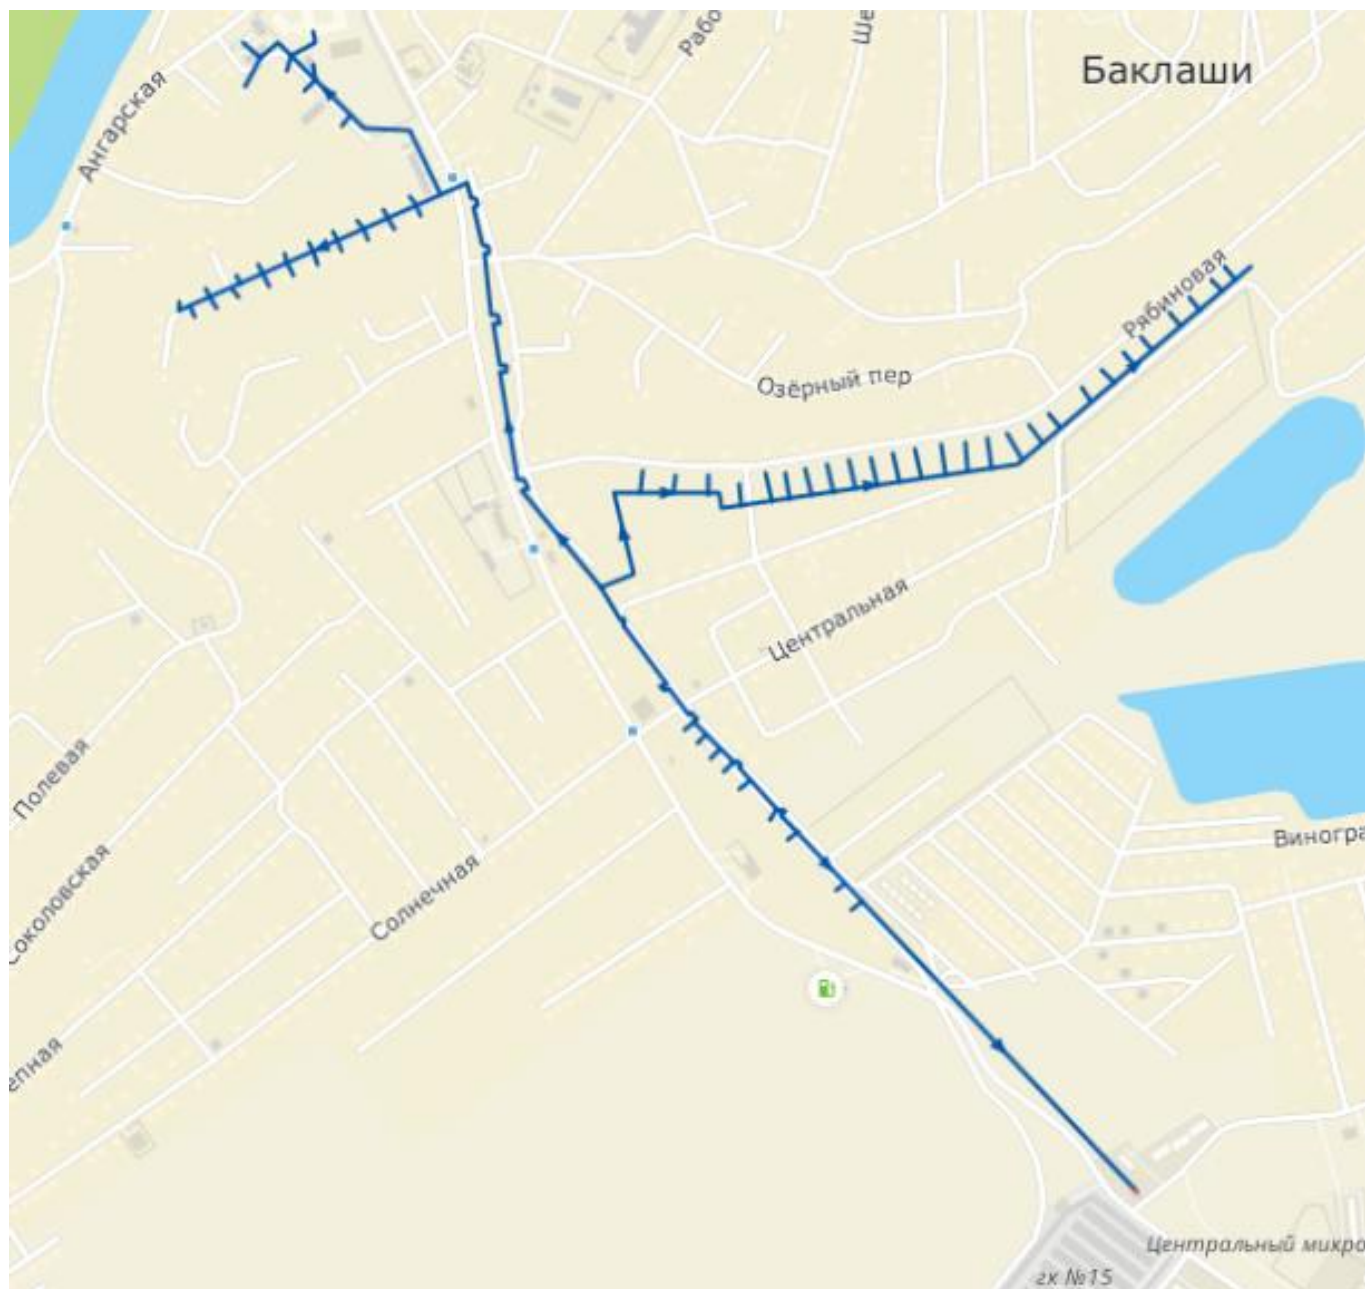 Рабо
Ше
Баклаши
Ангарская
Рябиновая
Озёрный пер
Центральная
Полевая
Виногра
Соколовская
Солнечная
епная
Центральный микро
гк №15